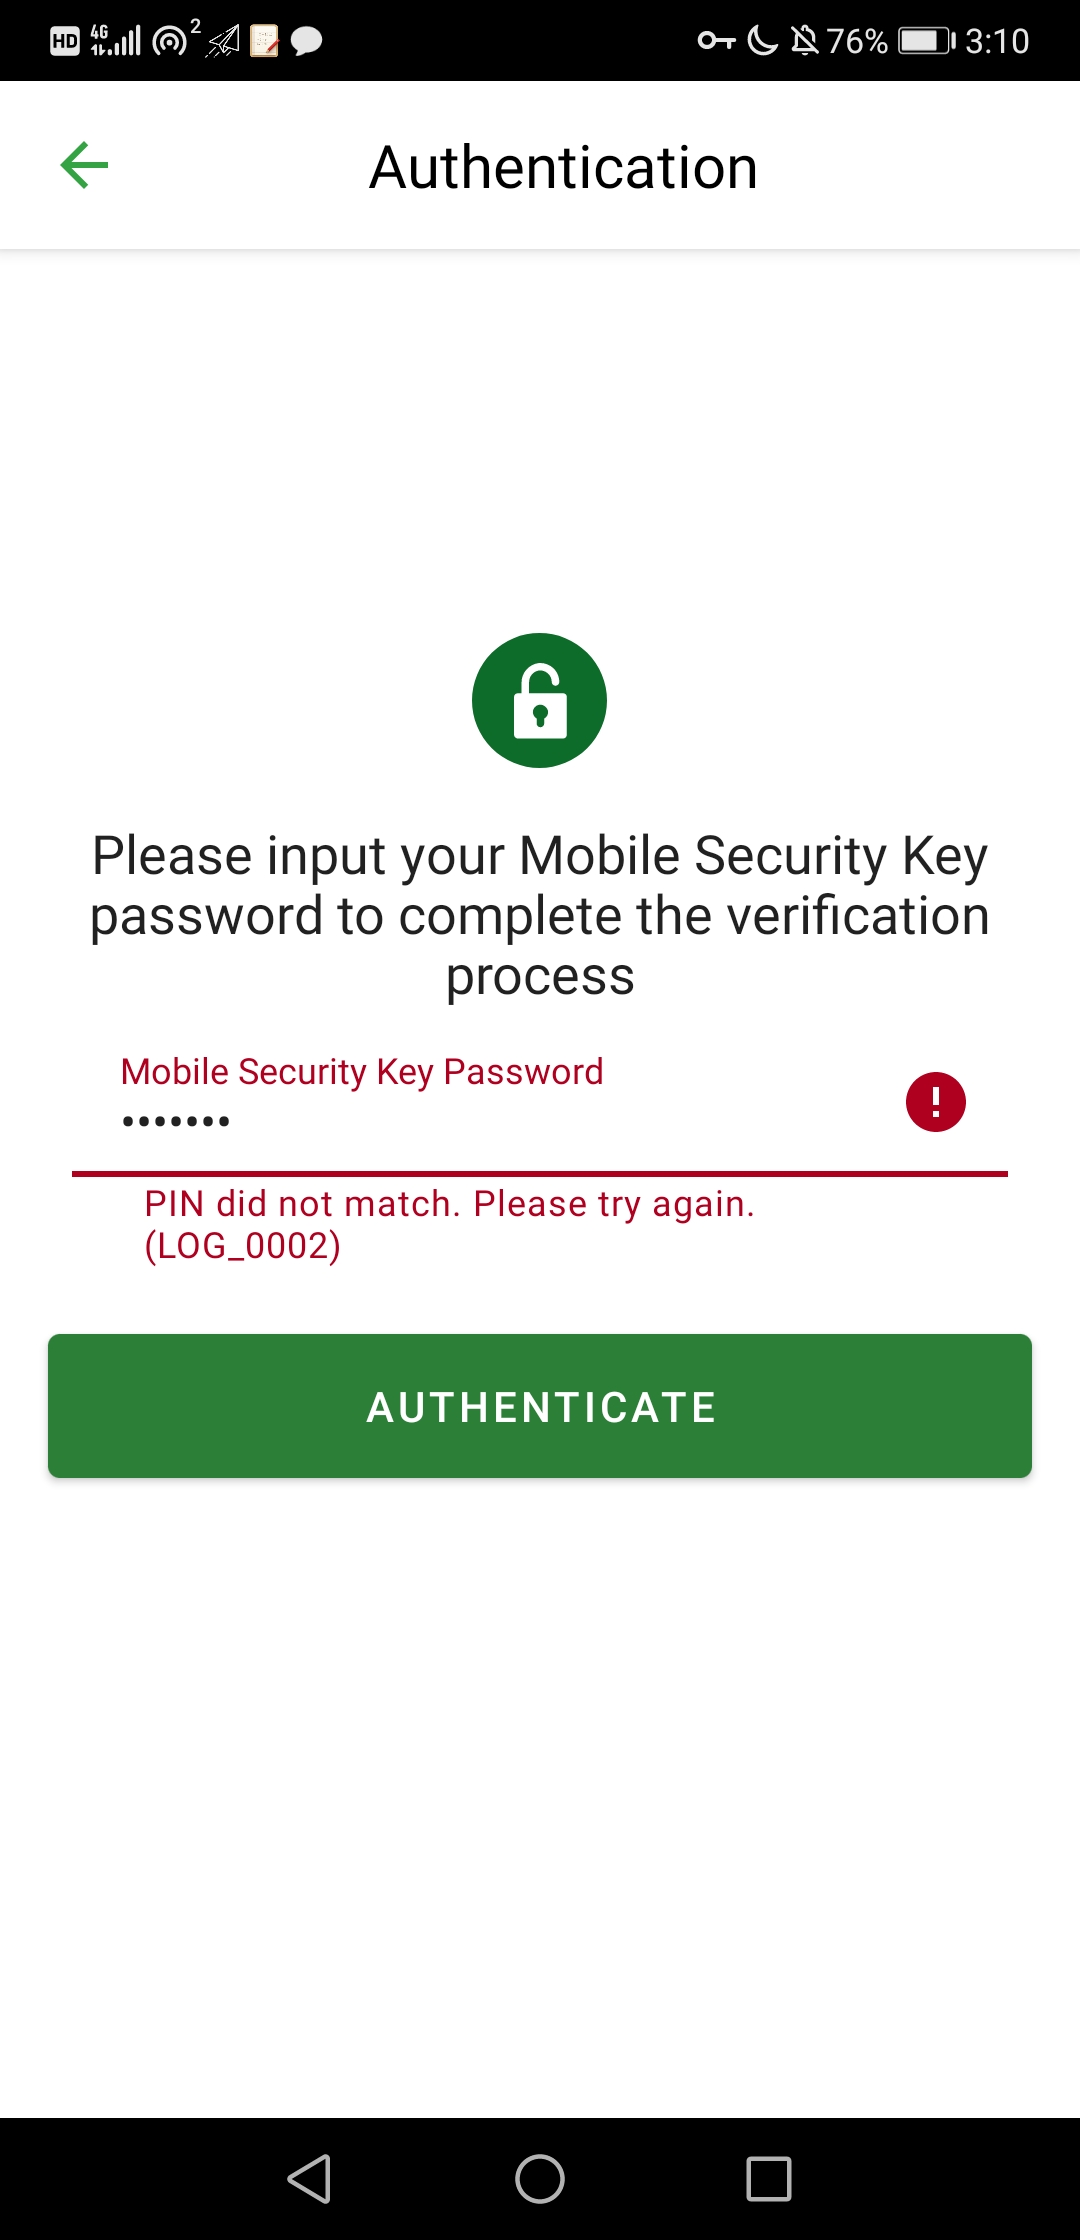 HD 4G 2 76% 3:10
Authentication
Please input your Mobile Security Key
password to complete the verification
process
Mobile Security Key Password
•••••••
PIN did not match. Please try again.
(LOG_0002)
AUTHENTICATE